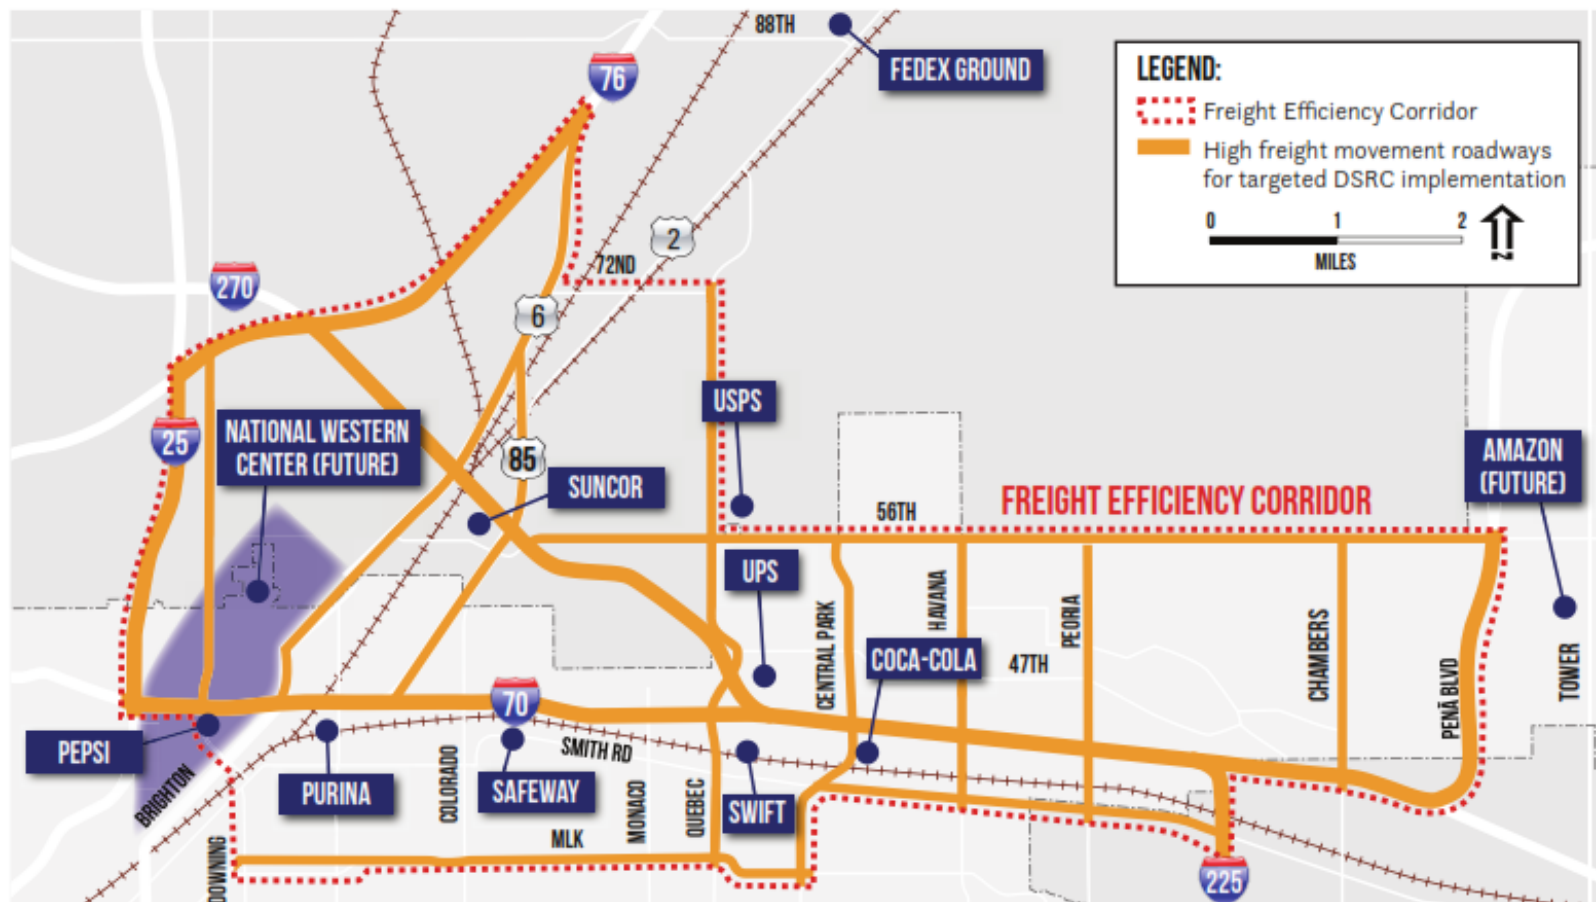 88TH
76
FEDEX GROUND
LEGEND:
Freight Efficiency Corridor
High freight movement roadways
for targeted DSRC implementation
0 1 2
MILES
N
2
72ND
270
6
USPS
25
NATIONAL WESTERN
CENTER (FUTURE)
85
SUNCOR
AMAZON
(FUTURE)
56TH
FREIGHT EFFICIENCY CORRIDOR
UPS
HAVANA
PEORIA
CENTRAL PARK
COCA-COLA
47TH
CHAMBERS
PENÃ BLVD
TOWER
70
PEPSI
SMITH RD
PURINA
BRIGHTON
COLORADO
SAFEWAY
MONACO
QUEBEC
SWIFT
MLK
DOWNING
225